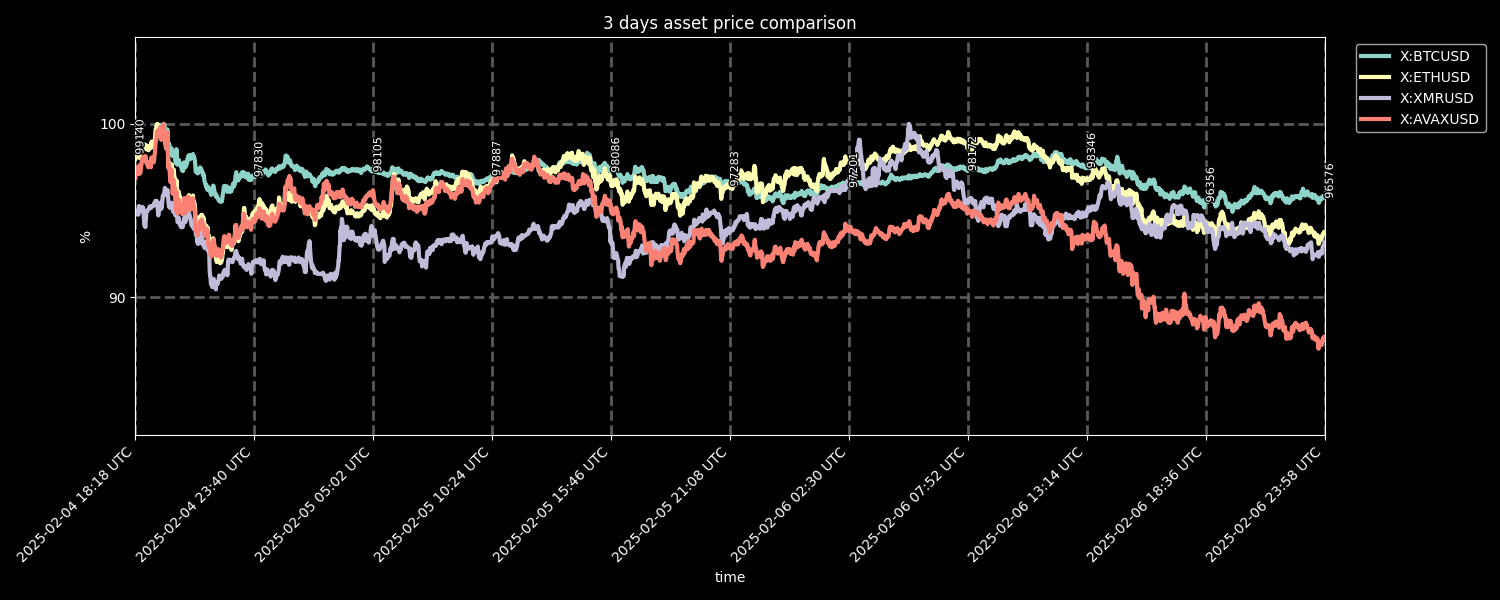 3 days asset price comparison
X:BTCUSD
X:ETHUSD
X:XMRUSD
X:AVAXUSD
%
100
90
99140
97830
98105
97887
98086
97283
97201
98172
98346
96356
96576
2025-02-04 18:18 UTC
2025-02-04 23:40 UTC
2025-02-05 05:02 UTC
2025-02-05 10:24 UTC
2025-02-05 15:46 UTC
2025-02-05 21:08 UTC
2025-02-06 02:30 UTC
2025-02-06 07:52 UTC
2025-02-06 13:14 UTC
2025-02-06 18:36 UTC
2025-02-06 23:58 UTC
time